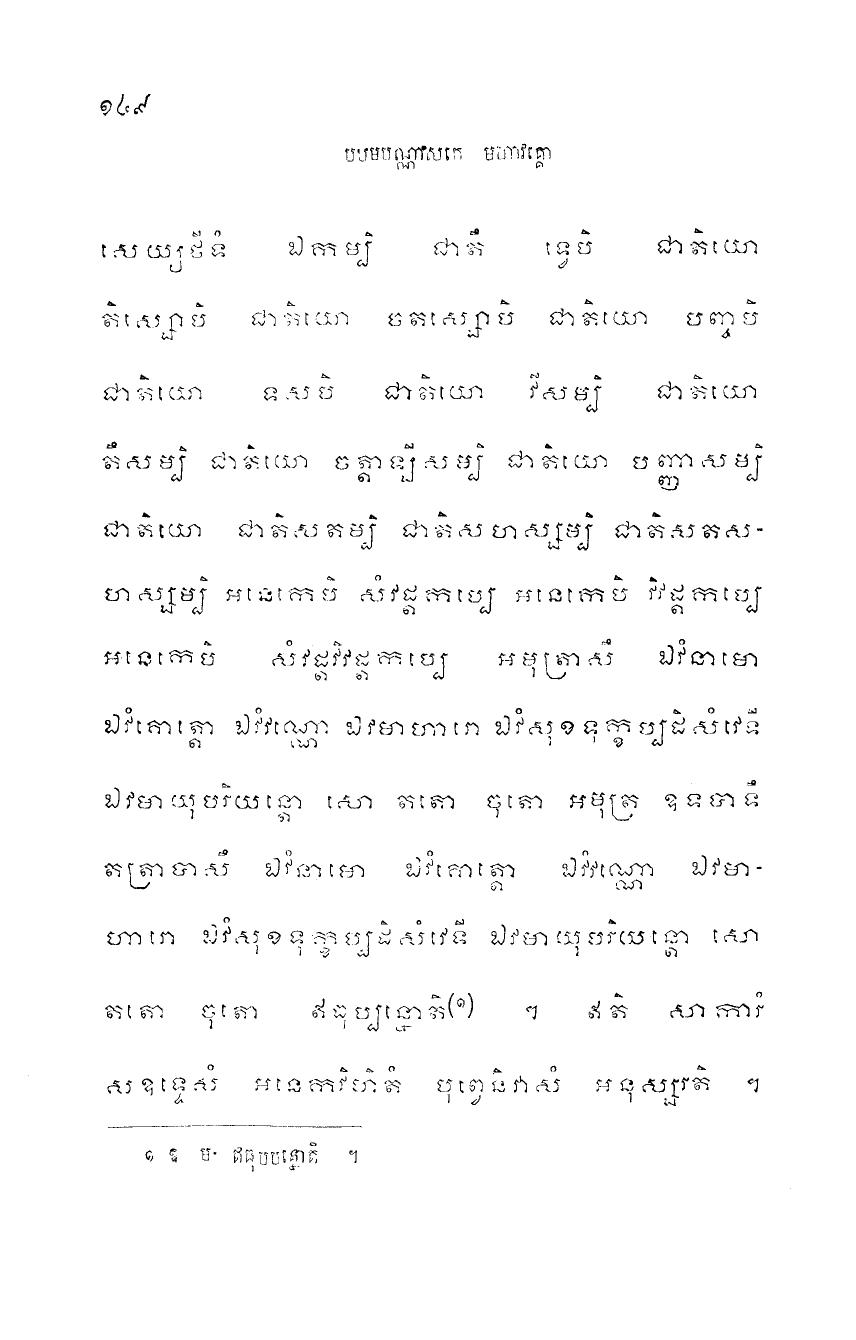 ១៤៩
បឋមបណ្ណាសកេ មហាវគ្គោ
សេយ្យថីទំ ឯកម្បិ ជាតឹ ទ្វេបិ ជាតិយោ
តិស្សោបិ ជាតិយោ ចតស្សោបិ ជាតិយោ បញ្ចបិ
ជាតិយោ ទសបិ ជាតិយោ វីសម្បិ ជាតិយោ
តឹសម្បិ ជាតិយោ ចត្តាឡីសម្បិ ជាតិយោ បញ្ញាសម្បិ
ជាតិយោ ជាតិសតម្បិ ជាតិសហស្សម្បិ ជាតិសតស-
ហស្សម្បិ អនេកេបិ សំវដ្តកប្បេ អនេកេបិ វិវដ្តកប្បេ
អនេកេបិ សំវដ្តវិវដ្តកប្បេ អមុត្រាសឹ ឯវំនាមោ
ឯវំគោត្តោ ឯវំវណ្ណោ ឯវមាហារោ ឯវំសុខទុក្ខប្បដិសំវេទី
ឯវមាយុបរិយន្តោ សោ តតោ ចុតោ អមុត្រ ឧទបាទឹ
តត្រាបាសឹ ឯវំនាមោ ឯវំគោត្តោ ឯវំវណ្ណោ ឯវមា-
ហារោ ឯវំសុខទុក្ខប្បដិសំវេទី ឯវមាយុបរិយន្តោ សោ
តតោ ចុតោ ឥធុប្បន្នោតិ(១) ។ ឥតិ សាការំ
សឧទ្ទេសំ អនេកវិហិតំ បុព្វេនិវាសំ អនុស្សរតិ ។
១ ឱ ម. ឥធុបបន្នោតិ ។